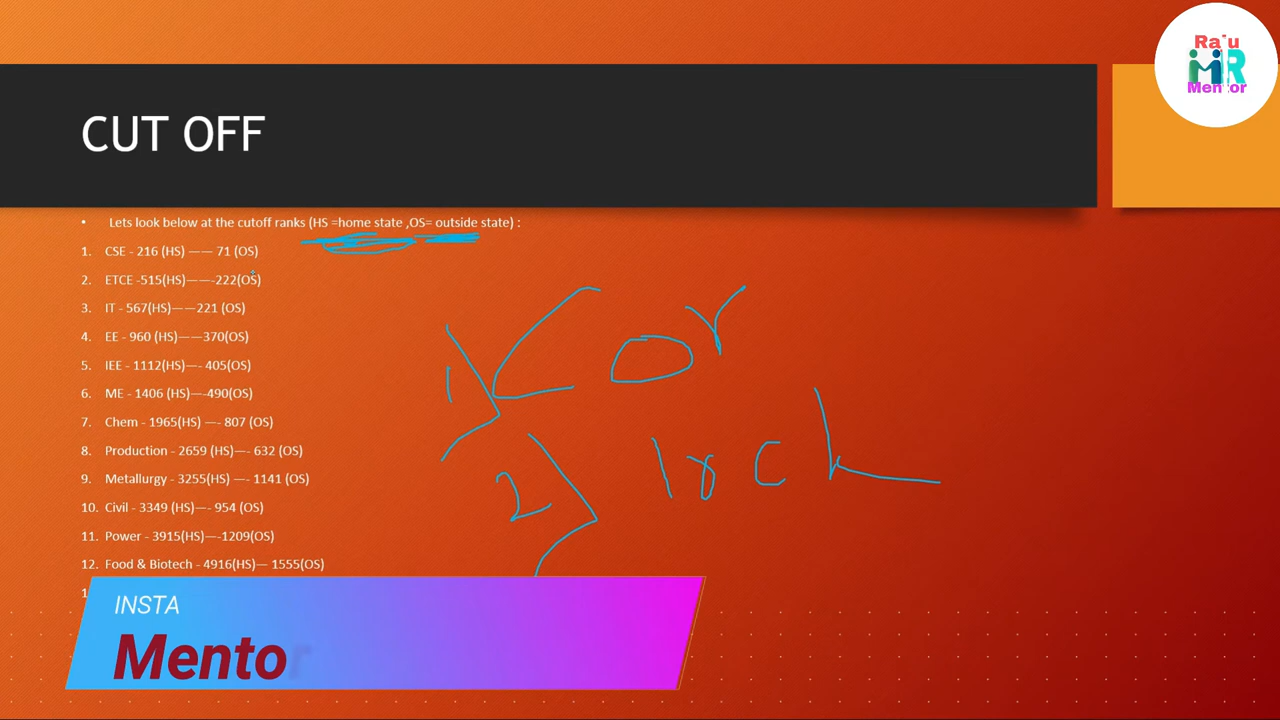 Raju
MR
Mentor
CUT OFF
• Lets look below at the cutoff ranks (HS =home state ,OS= outside state) :
1. CSE - 216 (HS) —— 71 (OS)
2. ETCE -515(HS)——-222(OS)
3. IT - 567(HS)——221 (OS)
4. EE - 960 (HS)——370(OS)
5. IEE - 1112(HS)—- 405(OS)
6. ME - 1406 (HS)—-490(OS)
7. Chem - 1965(HS) —- 807 (OS)
8. Production - 2659 (HS)—- 632 (OS)
9. Metallurgy - 3255(HS) —- 1141 (OS)
10. Civil - 3349 (HS)—- 954 (OS)
11. Power - 3915(HS)—-1209(OS)
12. Food & Biotech - 4916(HS)— 1555(OS)
1)
2)
INSTA
Mentor